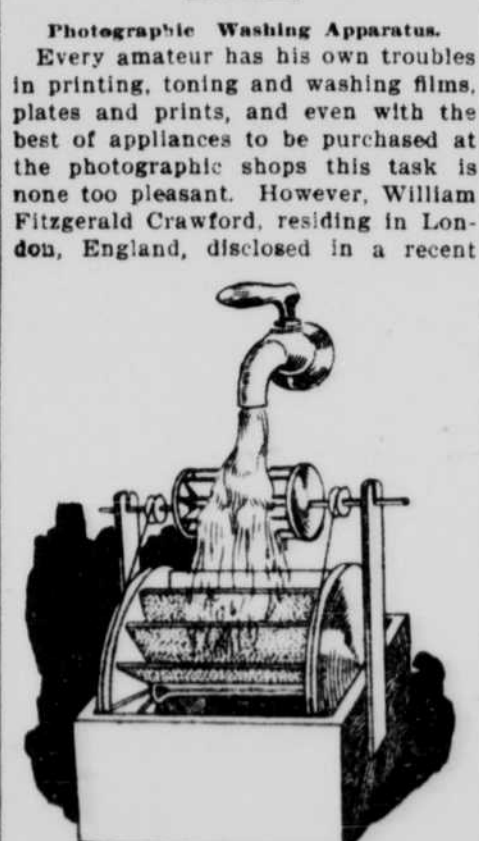 Photographic Washing Apparatus.
Every amateur has his own troubles
in printing, toning and washing films,
plates and prints, and even with the
best of appliances to be purchased at
the photographic shops this task is
none too pleasant. However, William
Fitzgerald Crawford, residing in Lon-
don, England, disclosed in a recent